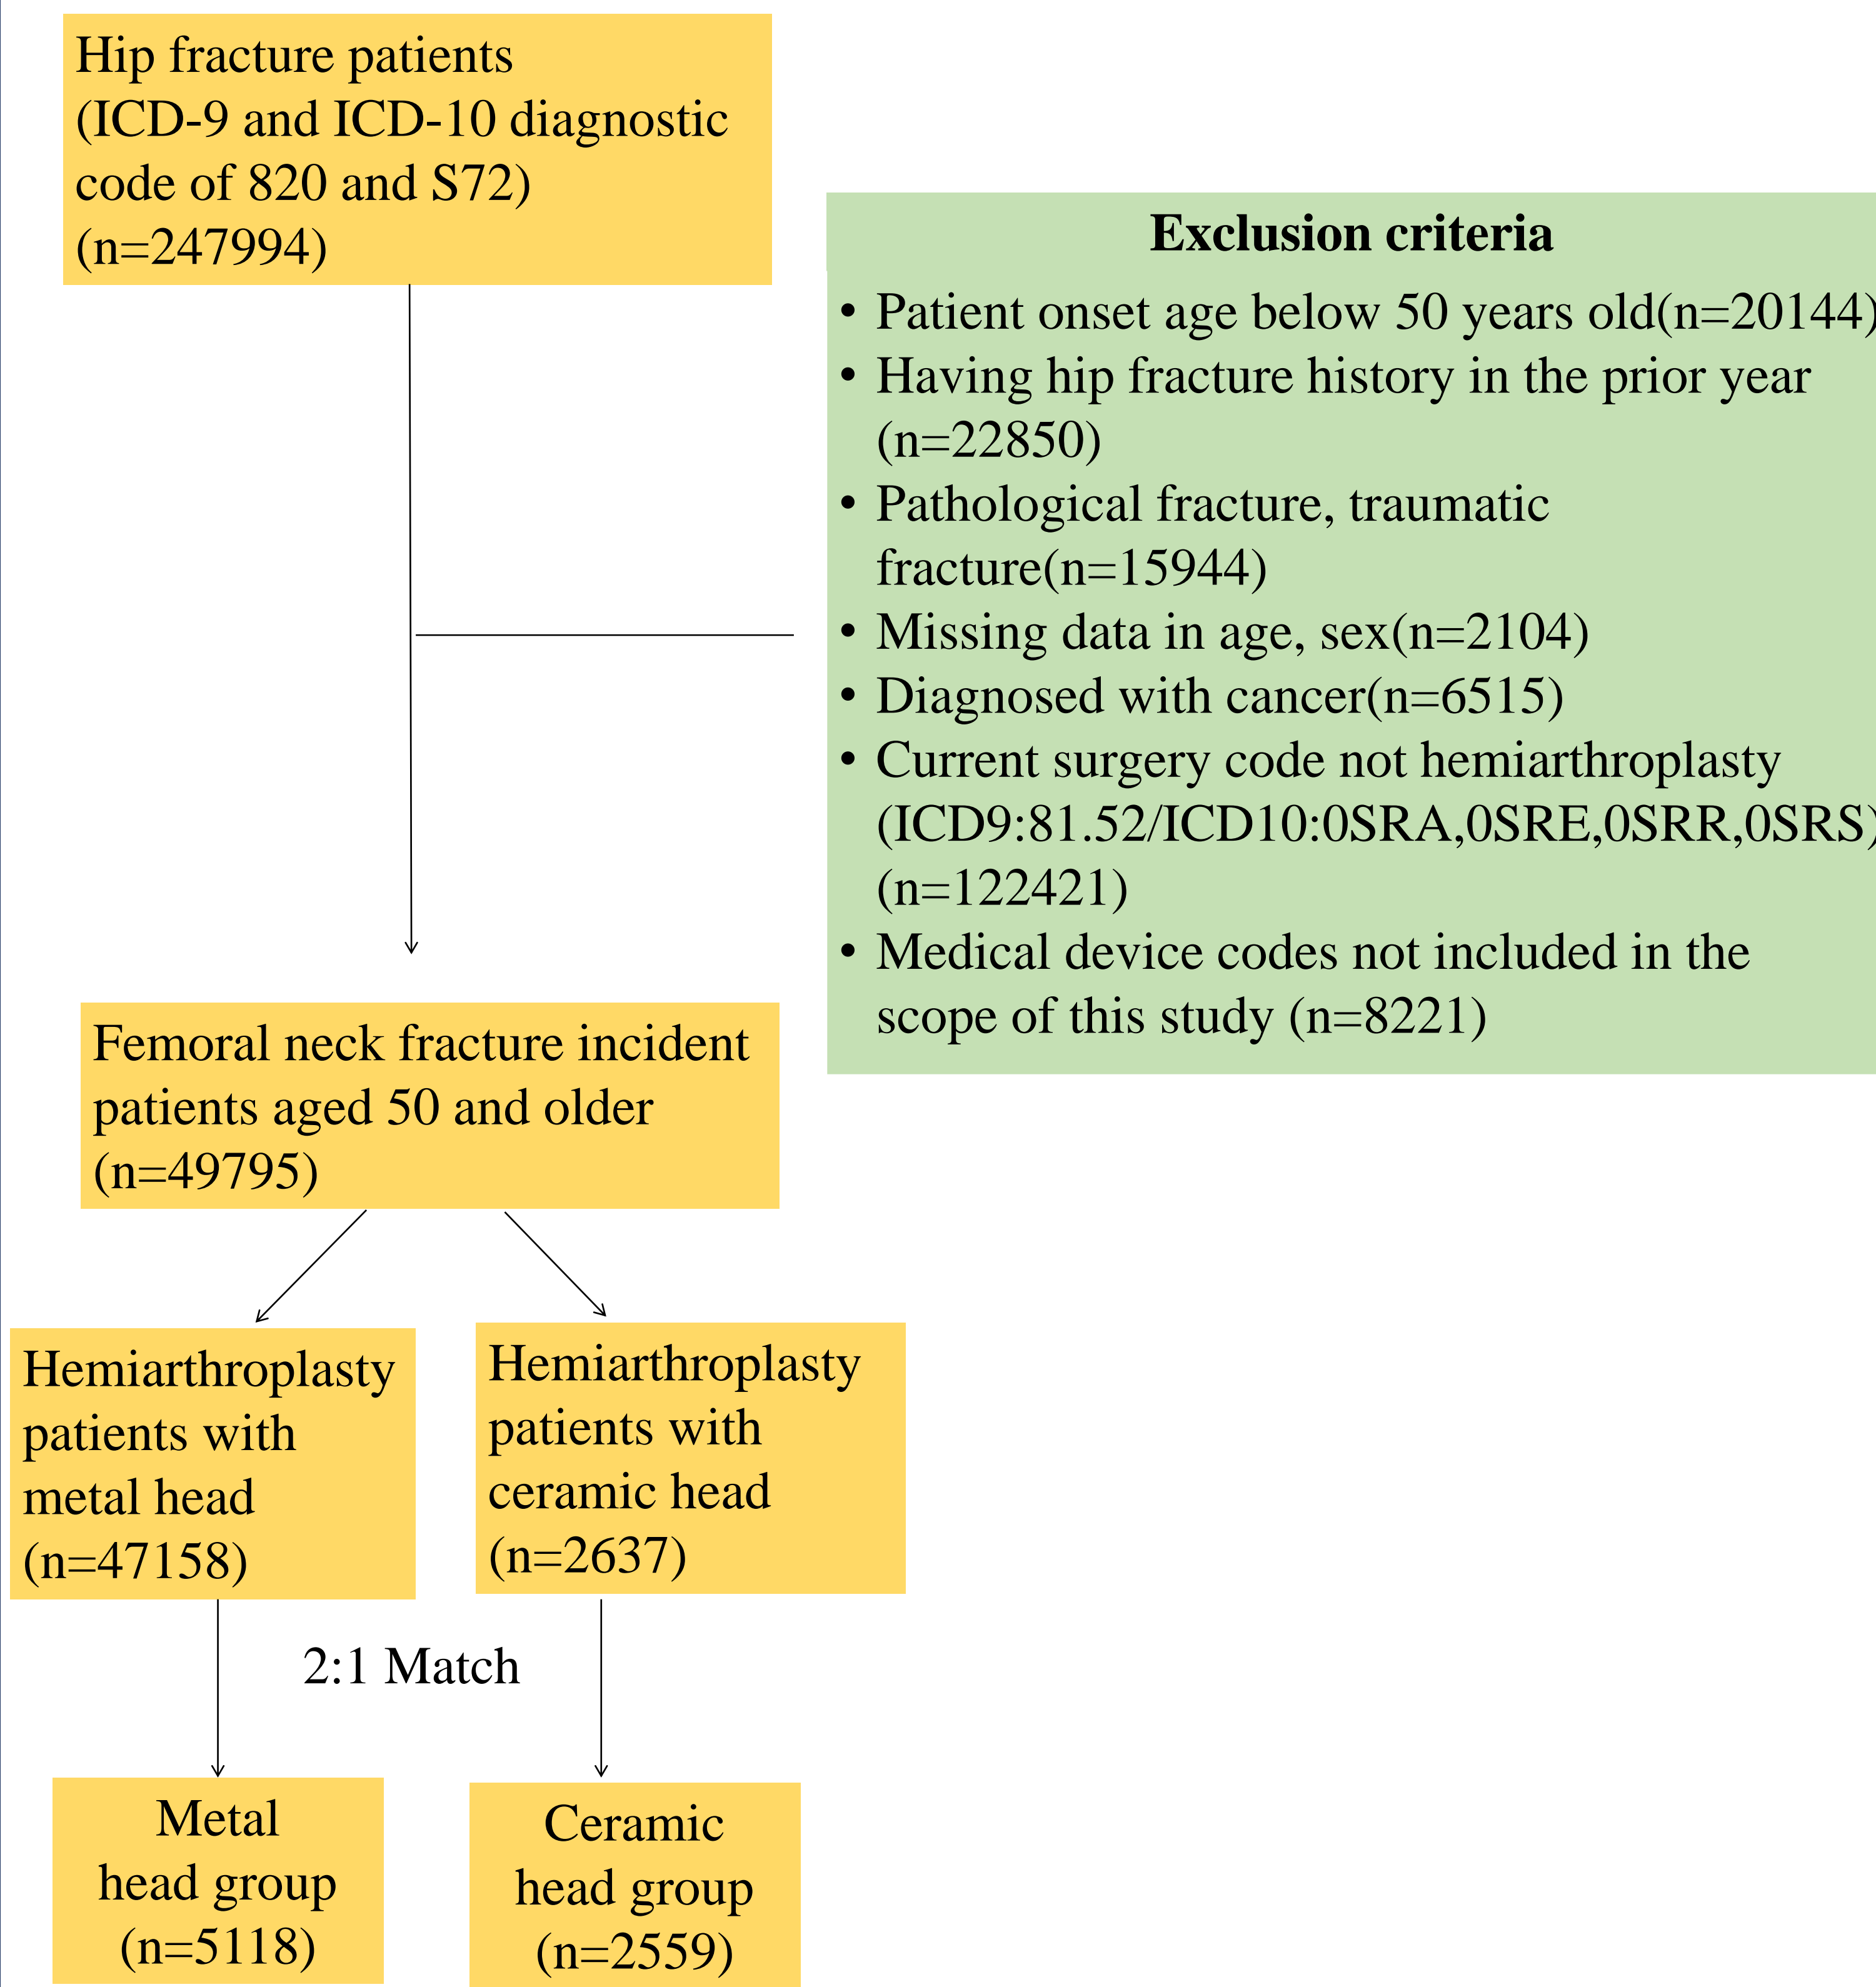 Hip fracture patients
(ICD-9 and ICD-10 diagnostic
code of 820 and S72)
(n=247994)
Exclusion criteria
• Patient onset age below 50 years old(n=20144)
• Having hip fracture history in the prior year
(n=22850)
• Pathological fracture, traumatic
fracture(n=15944)
• Missing data in age, sex(n=2104)
• Diagnosed with cancer(n=6515)
• Current surgery code not hemiarthroplasty
(ICD9:81.52/ICD10:0SRA,0SRE,0SRR,0SRS)
(n=122421)
• Medical device codes not included in the
scope of this study (n=8221)
Femoral neck fracture incident
patients aged 50 and older
(n=49795)
Hemiarthroplasty
patients with
metal head
(n=47158)
Hemiarthroplasty
patients with
ceramic head
(n=2637)
2:1 Match
Metal
head group
(n=5118)
Ceramic
head group
(n=2559)